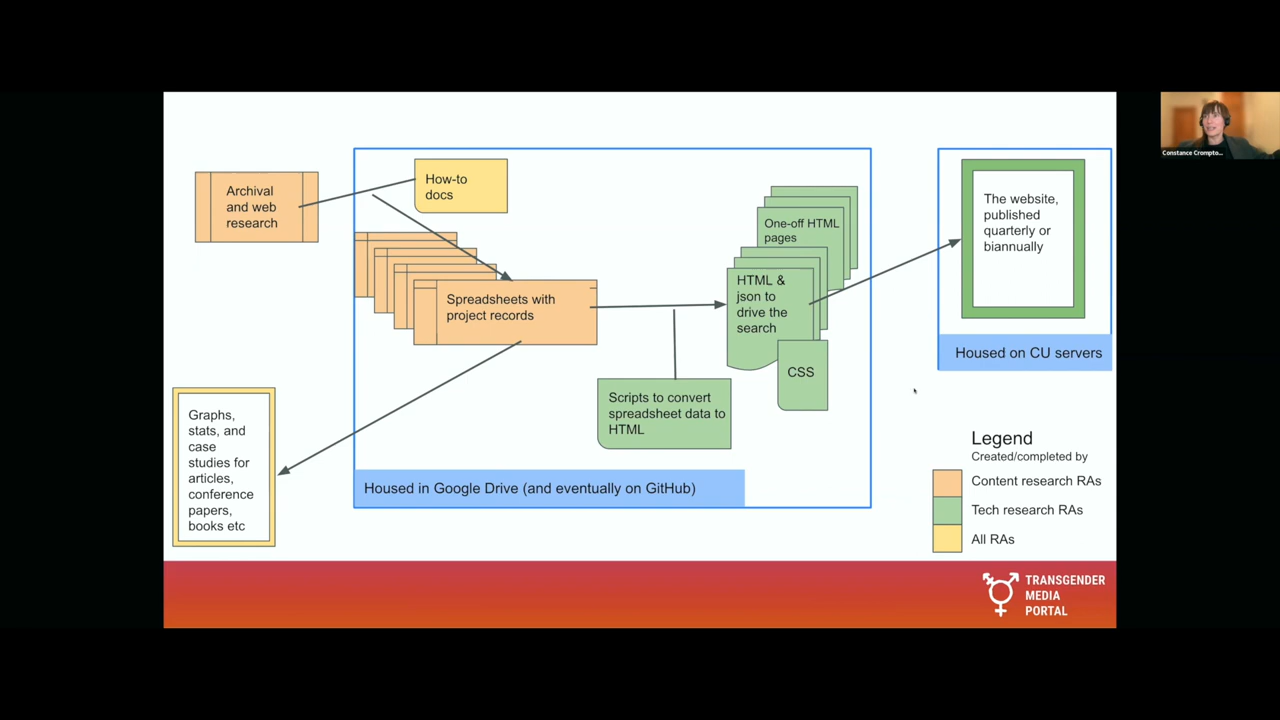 Archival
and web
research
How-to
docs
Spreadsheets with
project records
One-off HTML
pages
HTML &
json to
drive the
search
CSS
Scripts to convert
spreadsheet data to
HTML
The website,
published
quarterly or
biannually
Housed on CU servers
Graphs,
stats, and
case
studies for
articles,
conference
papers,
books etc
Housed in Google Drive (and eventually on GitHub)
Legend
Created/completed by
Content research RAs
Tech research RAs
All RAs
TRANSGENDER
MEDIA
PORTAL
Constance Crompto...